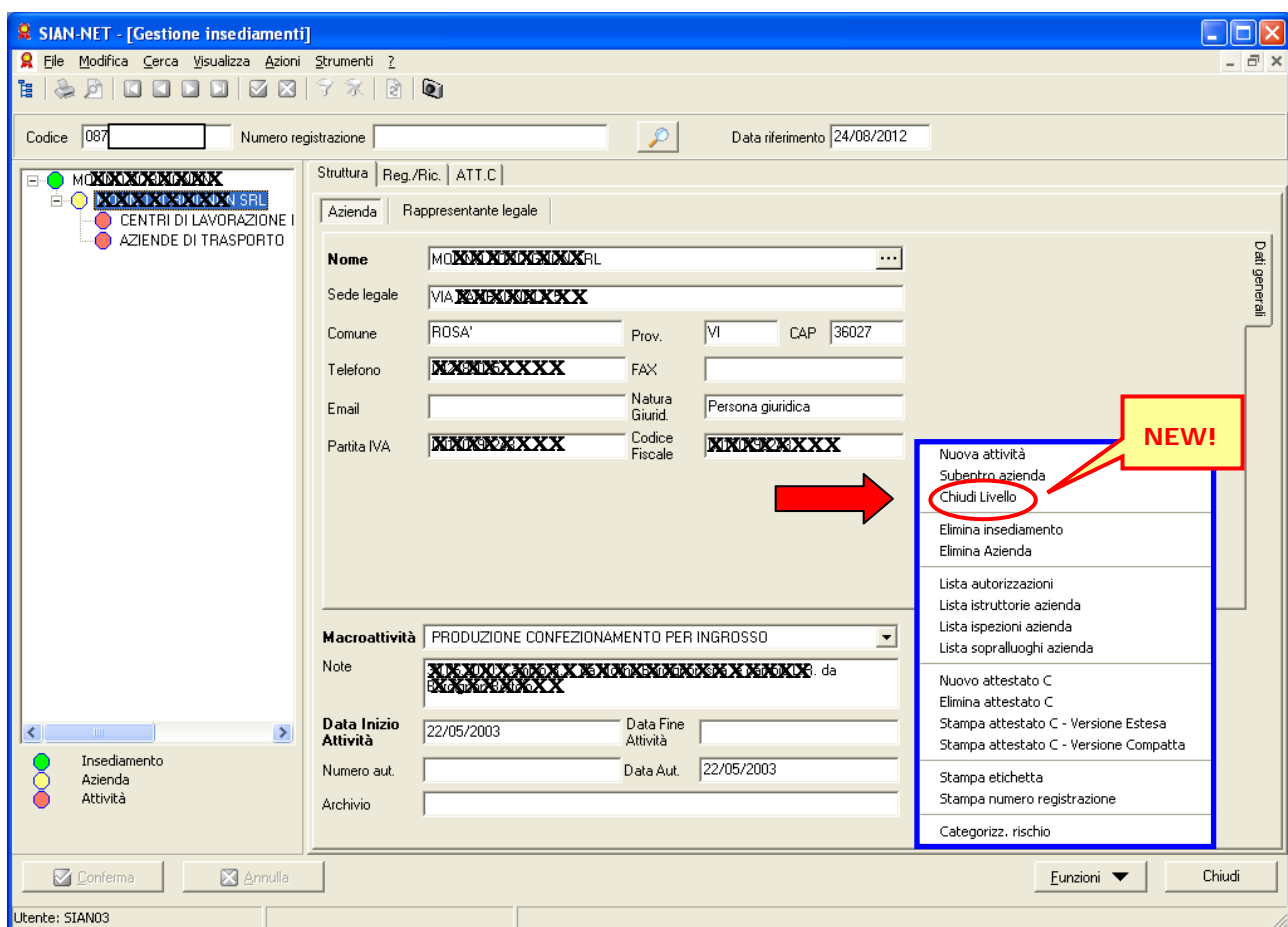 SIAN-NET - [Gestione insediamenti]
File Modifica Cerca Visualizza Azioni Strumenti ?
Codice 087 Numero registrazione Data riferimento 24/08/2012
SRL
CENTRI DI LAVORAZIONE I
AZIENDE DI TRASPORTO
Insediamento
Azienda
Attività
Struttura Reg./Ric. ATT.C
Azienda Rappresentante legale
Dati generali
Nome MO RL ...
Sede legale VIA
Comune ROSA' Prov. VI CAP 36027
Telefono FAX
Email Natura Giurid. Persona giuridica
Partita IVA Codice Fiscale
Macroattività PRODUZIONE CONFEZIONAMENTO PER INGROSSO
Note da
Data Inizio Attività 22/05/2003 Data Fine Attività
Numero aut. Data Aut. 22/05/2003
Archivio
NEW!
Nuova attività
Subentro azienda
Chiudi Livello
Elimina insediamento
Elimina Azienda
Lista autorizzazioni
Lista istruttorie azienda
Lista ispezioni azienda
Lista sopralluoghi azienda
Nuovo attestato C
Elimina attestato C
Stampa attestato C - Versione Estesa
Stampa attestato C - Versione Compatta
Stampa etichetta
Stampa numero registrazione
Categorizz. rischio
Conferma Annulla Funzioni Chiudi
Utente: SIAN03